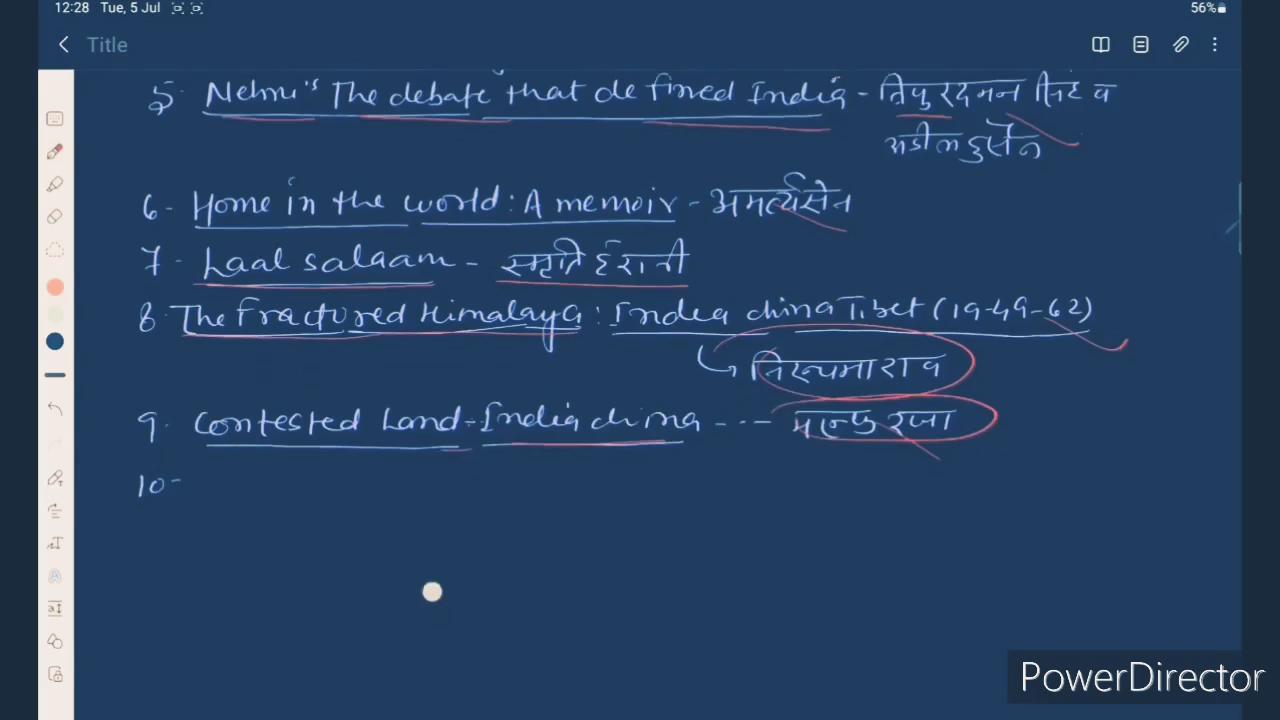 12:28 Tue, 5 Jul
56%
Title
5. Nehru's The debate that defined India - त्रिपुरदमन सिंह व
अडील हुसैन
6- Home in the world: A memoir - अमर्त्यसेन
7- Laal salaam - स्मृति ईरानी
8. The Fractured Himalaya: India china Tibet (1949-62)
निरूपमा राव
9. Contested Land - India china ---
10-
PowerDirector